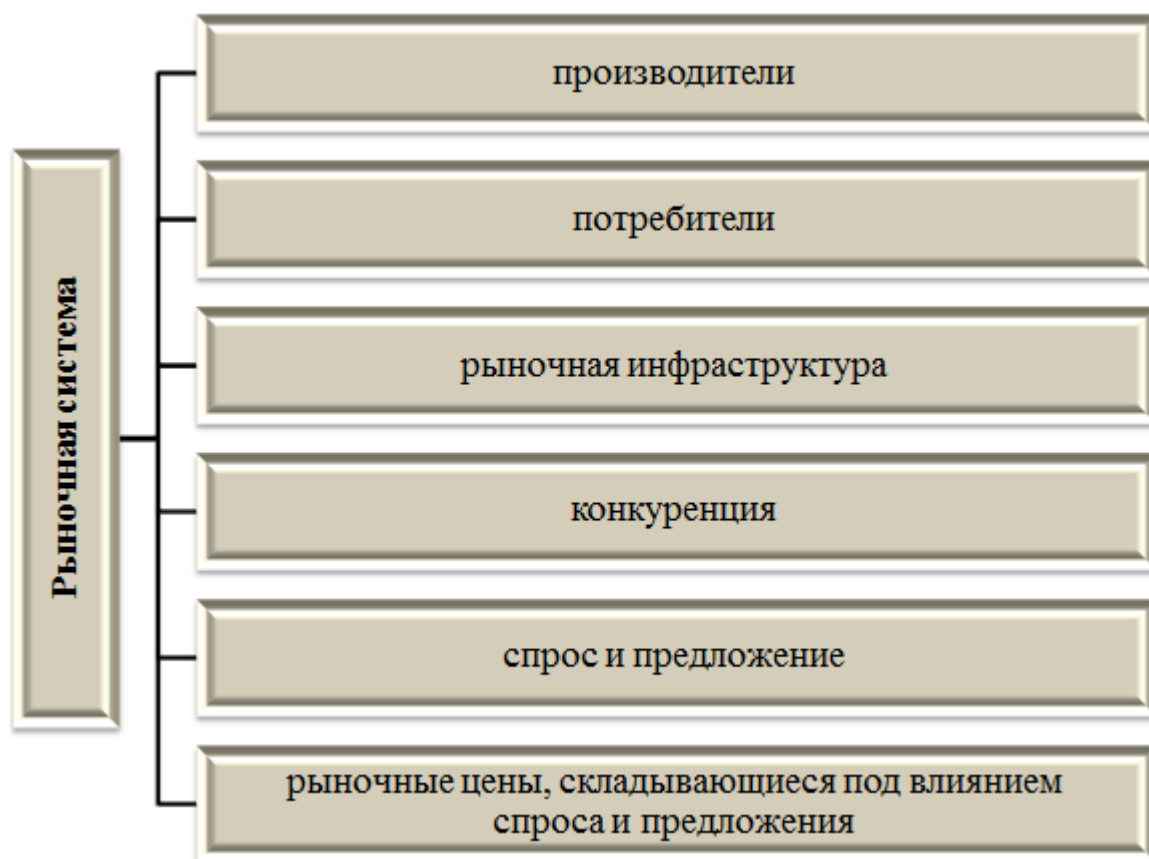 Рыночная система
производители
потребители
рыночная инфраструктура
конкуренция
спрос и предложение
рыночные цены, складывающиеся под влиянием
спроса и предложения